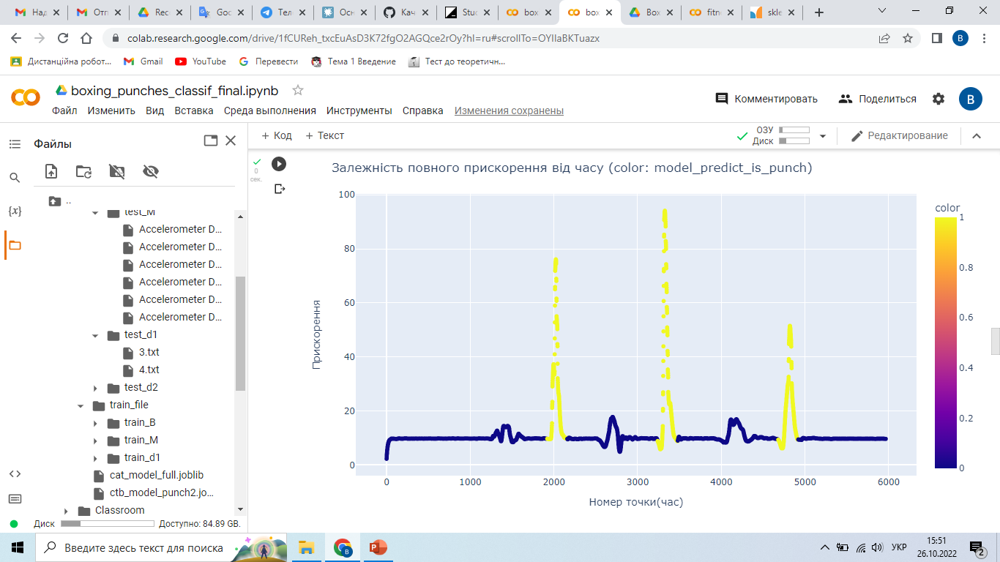 Над
Отп
Rec
Goo
Теле
Осн
Кач
Stuc
box
box
Box
fitn
skle
colab.research.google.com/drive/1fCUReh_txcEuAsD3K72fgO2AGQce2rOy?hl=ru#scrollTo=OYIIaBKTuazx
B
Дистанційна робот...
Gmail
YouTube
Перевести
Тема 1 Введение
Тест до теоретичн...
boxing_punches_classif_final.ipynb
Файл Изменить Вид Вставка Среда выполнения Инструменты Справка Изменения сохранены
Комментировать
Поделиться
B
Файлы
+ Код + Текст
ОЗУ
Диск
Редактирование
{x}
..
test_M
Accelerometer D...
Accelerometer D...
Accelerometer D...
Accelerometer D...
Accelerometer D...
Accelerometer D...
test_d1
3.txt
4.txt
test_d2
train_file
train_B
train_M
train_d1
cat_model_full.joblib
ctb_model_punch2.jo...
Classroom
Диск
Доступно: 84.89 GB.
0
сек.
Залежність повного прискорення від часу (color: model_predict_is_punch)
100
80
60
40
20
0
Прискорення
0
1000
2000
3000
4000
5000
6000
Номер точки(час)
color
1
0.8
0.6
0.4
0.2
0
Введите здесь текст для поиска
B
P
УКР
15:51
26.10.2022
2